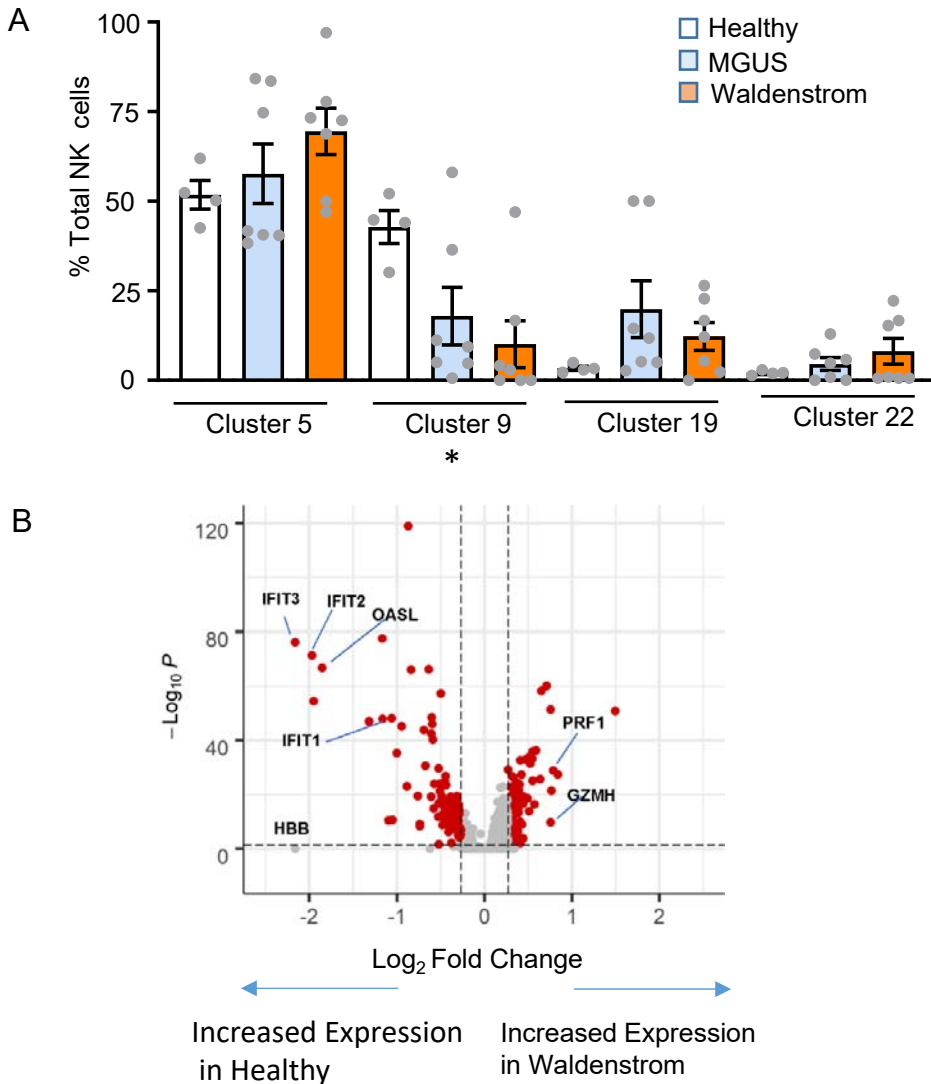 A
100
75
50
25
0
% Total NK cells
Healthy
MGUS
Waldenstrom
Cluster 5
Cluster 9
Cluster 19
Cluster 22
*
B
120
80
40
0
−Log10 P
IFIT3
IFIT2
OASL
IFIT1
HBB
PRF1
GZMH
-2
-1
0
1
2
Log2 Fold Change
Increased Expression
in Healthy
Increased Expression
in Waldenstrom